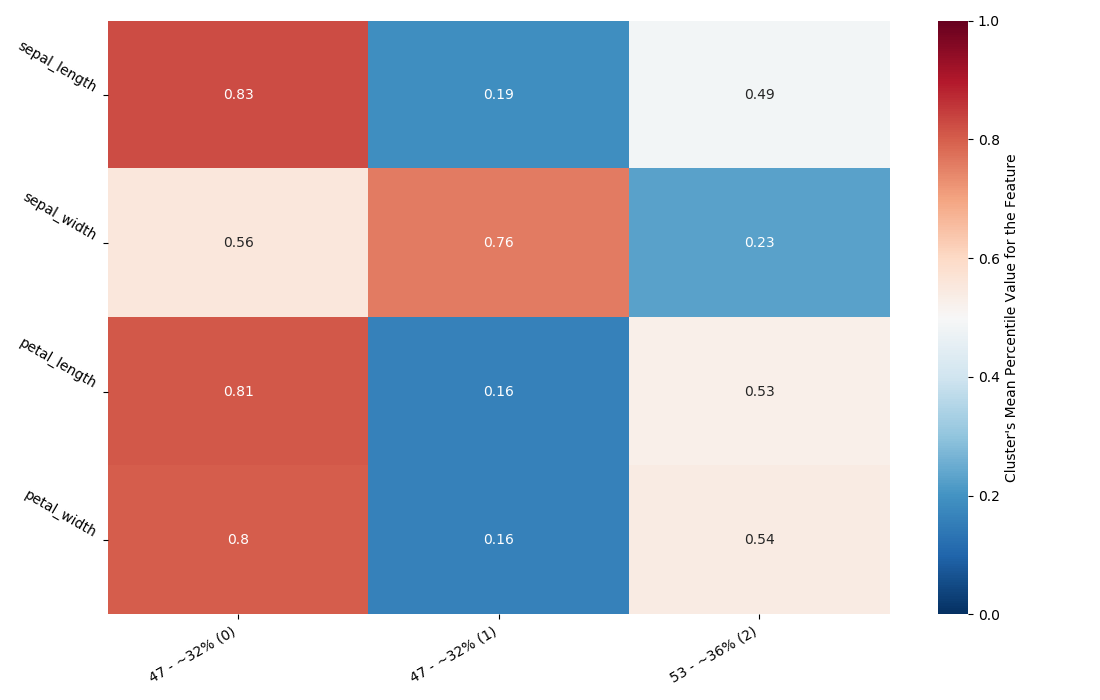 sepal_length
0.83
0.19
0.49
sepal_width
0.56
0.76
0.23
petal_length
0.81
0.16
0.53
petal_width
0.8
0.16
0.54
47 - ~32% (0)
47 - ~32% (1)
53 - ~36% (2)
1.0
0.8
0.6
0.4
0.2
0.0
Cluster's Mean Percentile Value for the Feature